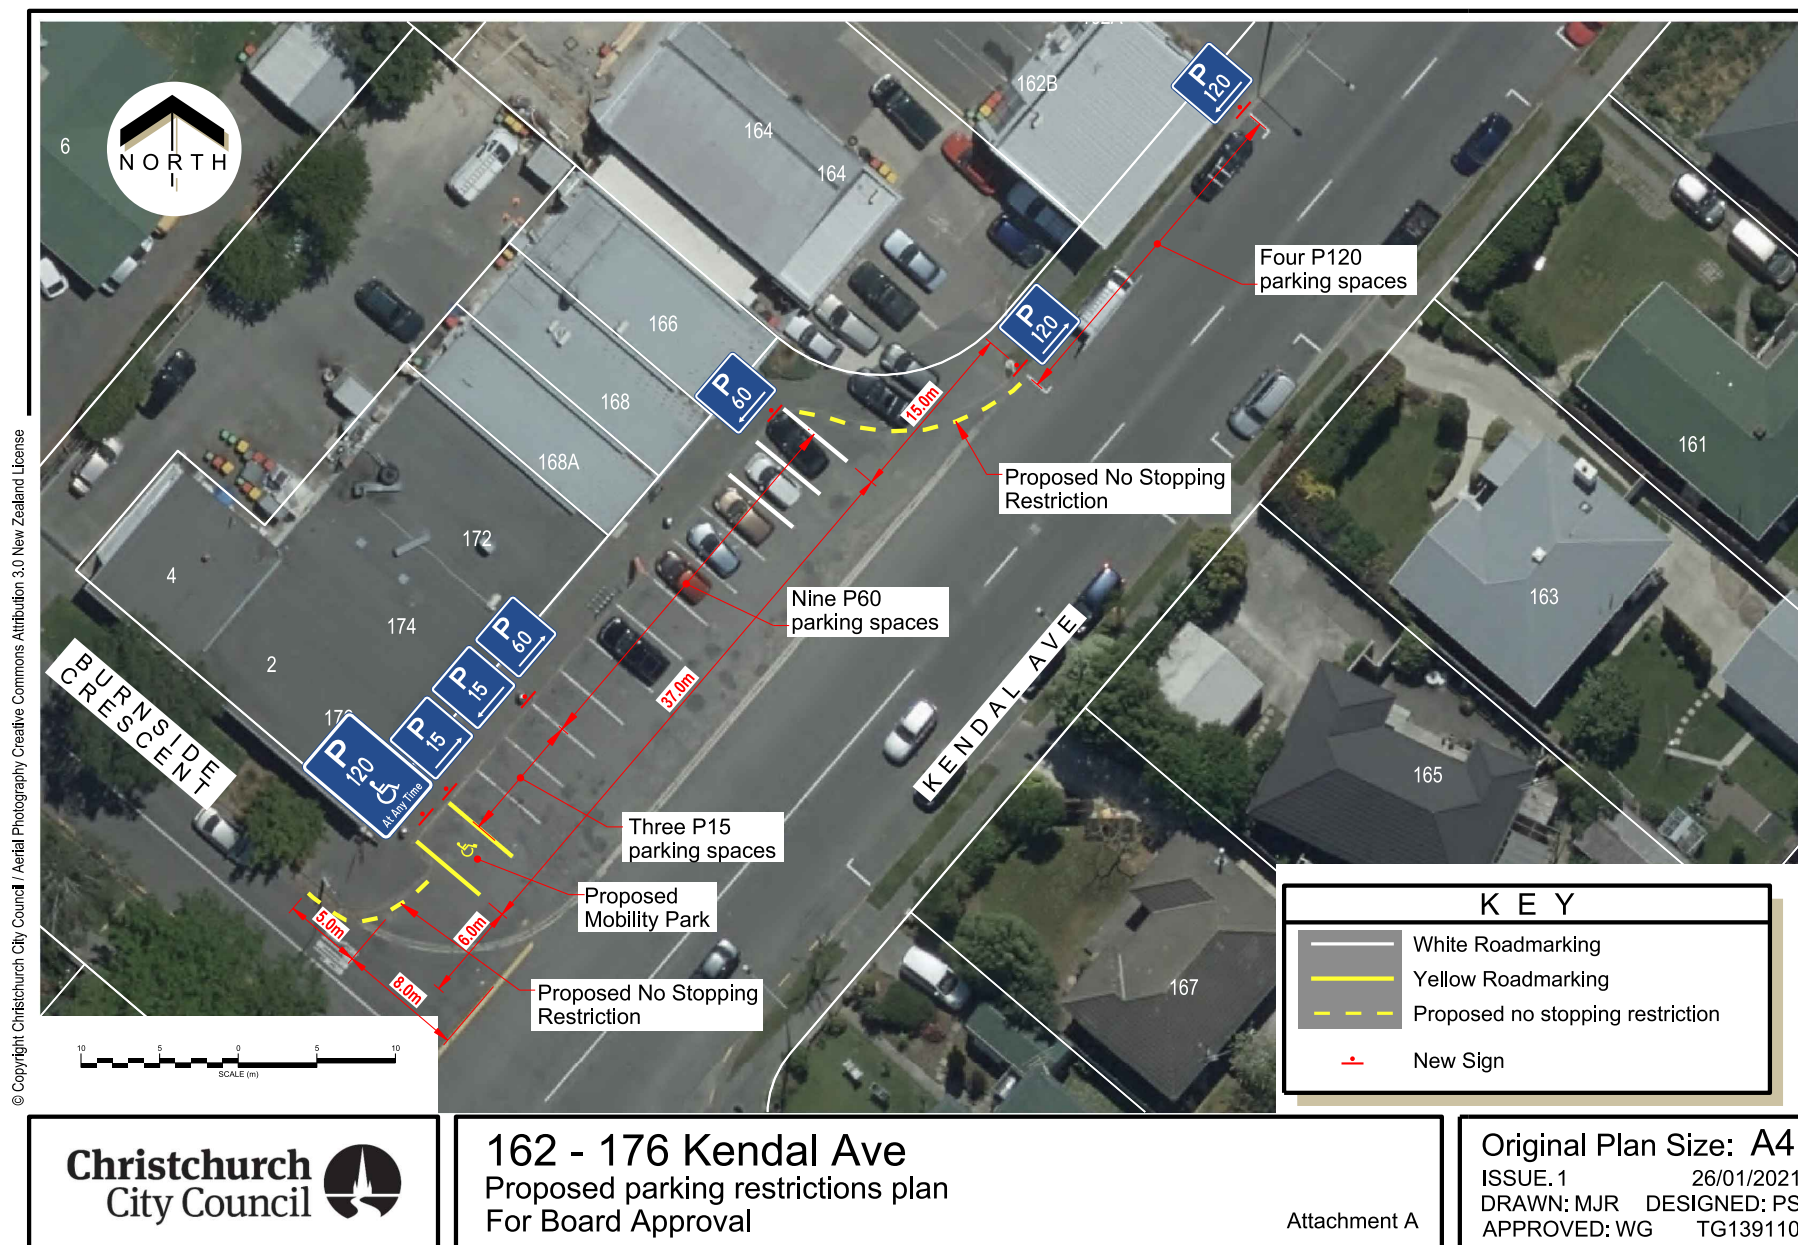 NORTH
6
164
164
162B
P
120
Four P120
parking spaces
P
120
166
168
168A
P
60
15.0m
Proposed No Stopping
Restriction
161
163
4
172
174
2
Nine P60
parking spaces
KENDAL AVE
37.0m
P
60
P
15
P
15
P
120
At Any Time
BURNSIDE
CRESCENT
165
Three P15
parking spaces
Proposed
Mobility Park
5.0m
6.0m
8.0m
Proposed No Stopping
Restriction
167
KEY
White Roadmarking
Yellow Roadmarking
Proposed no stopping restriction
New Sign
10 5 0 5 10
SCALE (m)
© Copyright Christchurch City Council / Aerial Photography Creative Commons Attribution 3.0 New Zealand License
Christchurch
City Council
162 - 176 Kendal Ave
Proposed parking restrictions plan
For Board Approval
Attachment A
Original Plan Size: A4
ISSUE. 1 26/01/2021
DRAWN: MJR DESIGNED: PS
APPROVED: WG TG139110